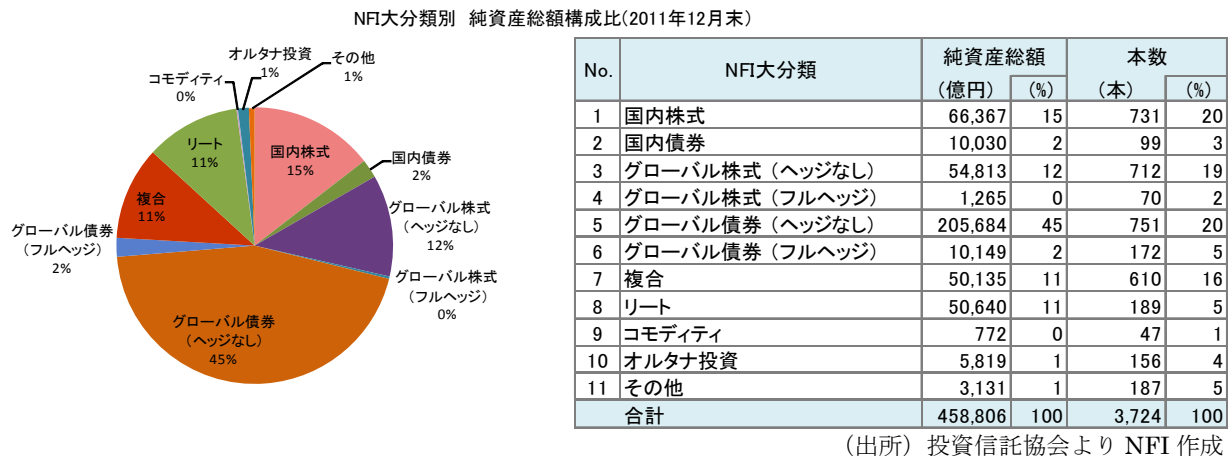 NFI大分類別 純資産総額構成比(2011年12月末)
オルタナ投資
1%
その他
1%
コモディティ
0%
リート
11%
国内株式
15%
国内債券
2%
複合
11%
グローバル株式
(ヘッジなし)
12%
グローバル債券
(フルヘッジ)
2%
グローバル株式
(フルヘッジ)
0%
グローバル債券
(ヘッジなし)
45%
No. NFI大分類 純資産総額 本数
(億円) (%) (本) (%)
1 国内株式 66,367 15 731 20
2 国内債券 10,030 2 99 3
3 グローバル株式(ヘッジなし) 54,813 12 712 19
4 グローバル株式(フルヘッジ) 1,265 0 70 2
5 グローバル債券(ヘッジなし) 205,684 45 751 20
6 グローバル債券(フルヘッジ) 10,149 2 172 5
7 複合 50,135 11 610 16
8 リート 50,640 11 189 5
9 コモディティ 772 0 47 1
10 オルタナ投資 5,819 1 156 4
11 その他 3,131 1 187 5
合計 458,806 100 3,724 100
(出所)投資信託協会より NFI 作成